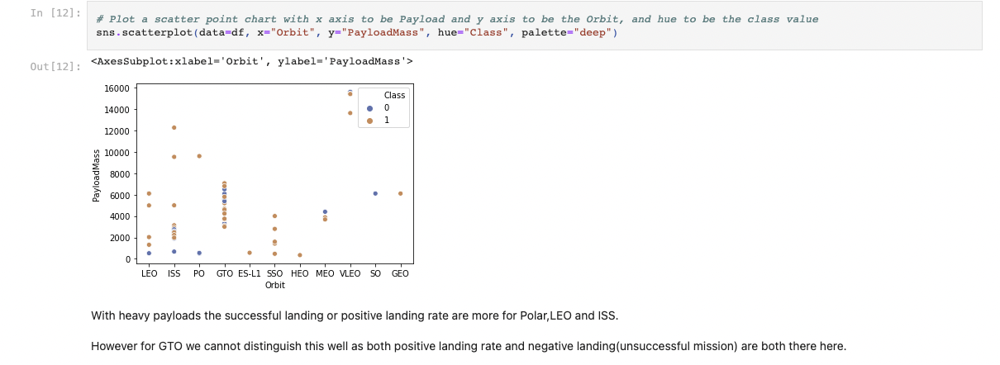 In [12]:
# Plot a scatter point chart with x axis to be Payload and y axis to be the Orbit, and hue to be the class value
sns.scatterplot(data=df, x="Orbit", y="PayloadMass", hue="Class", palette="deep")
Out[12]:
<AxesSubplot:xlabel='Orbit', ylabel='PayloadMass'>
16000
14000
12000
10000
8000
6000
4000
2000
0
PayloadMass
Class
0
1
LEO ISS PO GTO ES-L1 SSO HEO MEO VLEO SO GEO
Orbit
With heavy payloads the successful landing or positive landing rate are more for Polar,LEO and ISS.
However for GTO we cannot distinguish this well as both positive landing rate and negative landing(unsuccessful mission) are both there here.